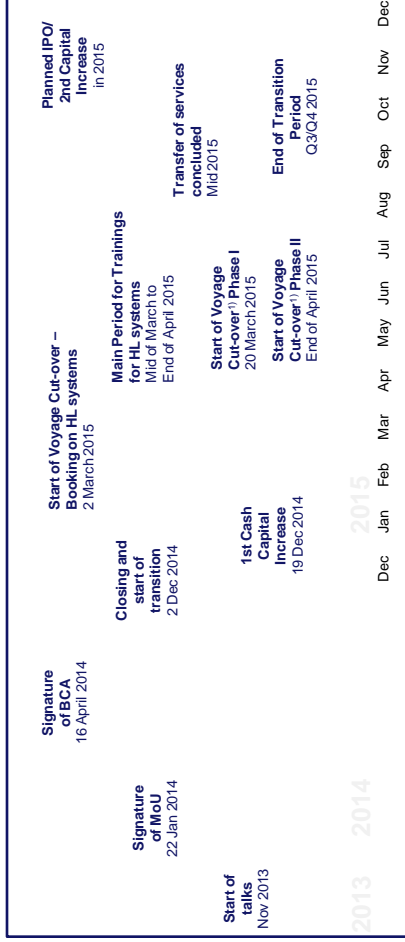 Start of
talks
Nov 2013
Signature
of MoU
22 Jan 2014
Signature
of BCA
16 April 2014
Closing and
start of
transition
2 Dec 2014
1st Cash
Capital
Increase
19 Dec 2014
Start of Voyage Cut-over –
Booking on HL systems
2 March 2015
Main Period for Trainings
for HL systems
Mid of March to
End of April 2015
Start of Voyage
Cut-over¹⁾ Phase I
20 March 2015
Start of Voyage
Cut-over¹⁾ Phase II
End of April 2015
Transfer of services
concluded
Mid 2015
Planned IPO/
2nd Capital
Increase
in 2015
End of Transition
Period
Q3/Q4 2015
2013 2014 2015
Dec Jan Feb Mar Apr May Jun Jul Aug Sep Oct Nov Dec